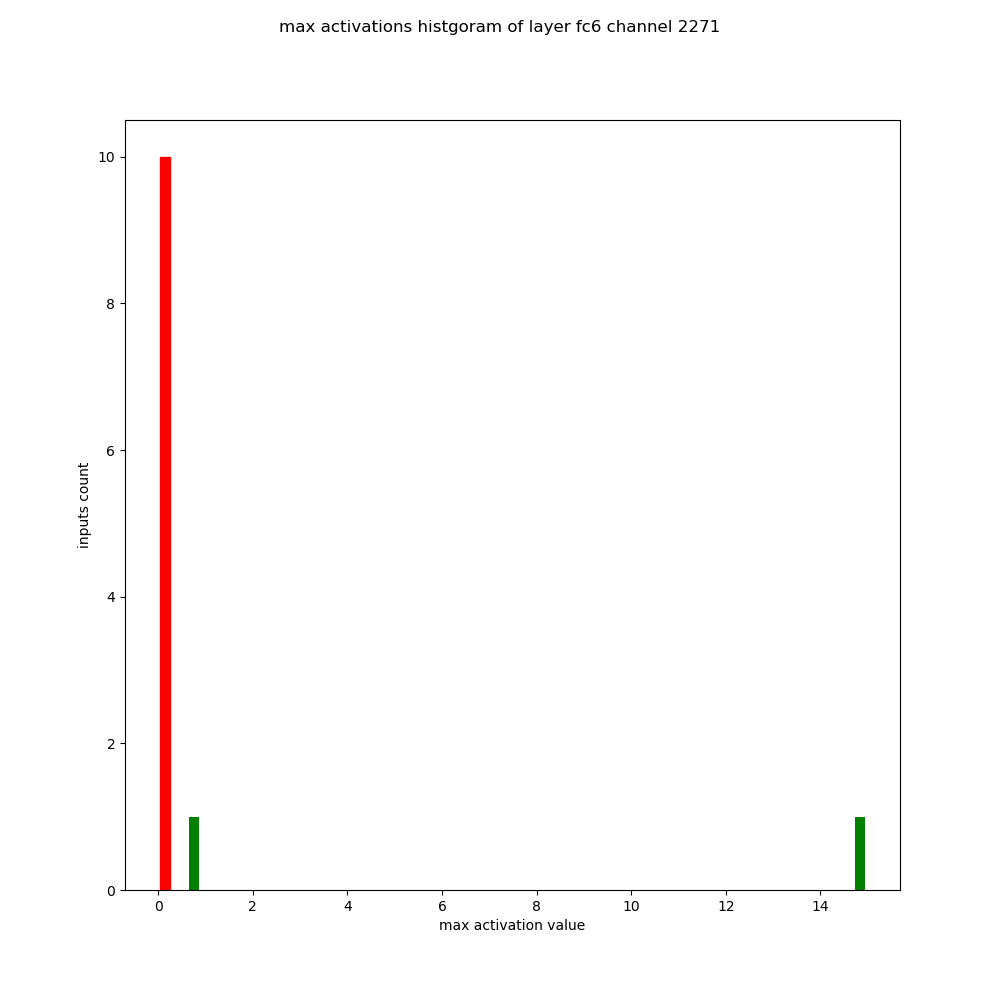 max activations histgoram of layer fc6 channel 2271
10
8
6
4
2
0
inputs count
0 2 4 6 8 10 12 14
max activation value